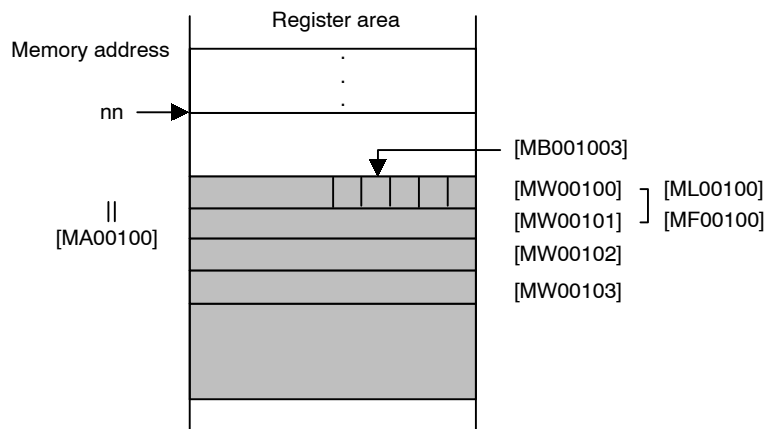 Register area
Memory address
nn
[MB001003]
[MW00100] [ML00100]
||
[MW00101] [MF00100]
[MA00100]
[MW00102]
[MW00103]